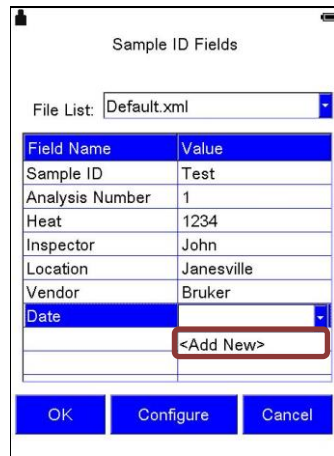 Sample ID Fields
File List: Default.xml
Field Name Value
Sample ID Test
Analysis Number 1
Heat 1234
Inspector John
Location Janesville
Vendor Bruker
Date
<Add New>
OK Configure Cancel